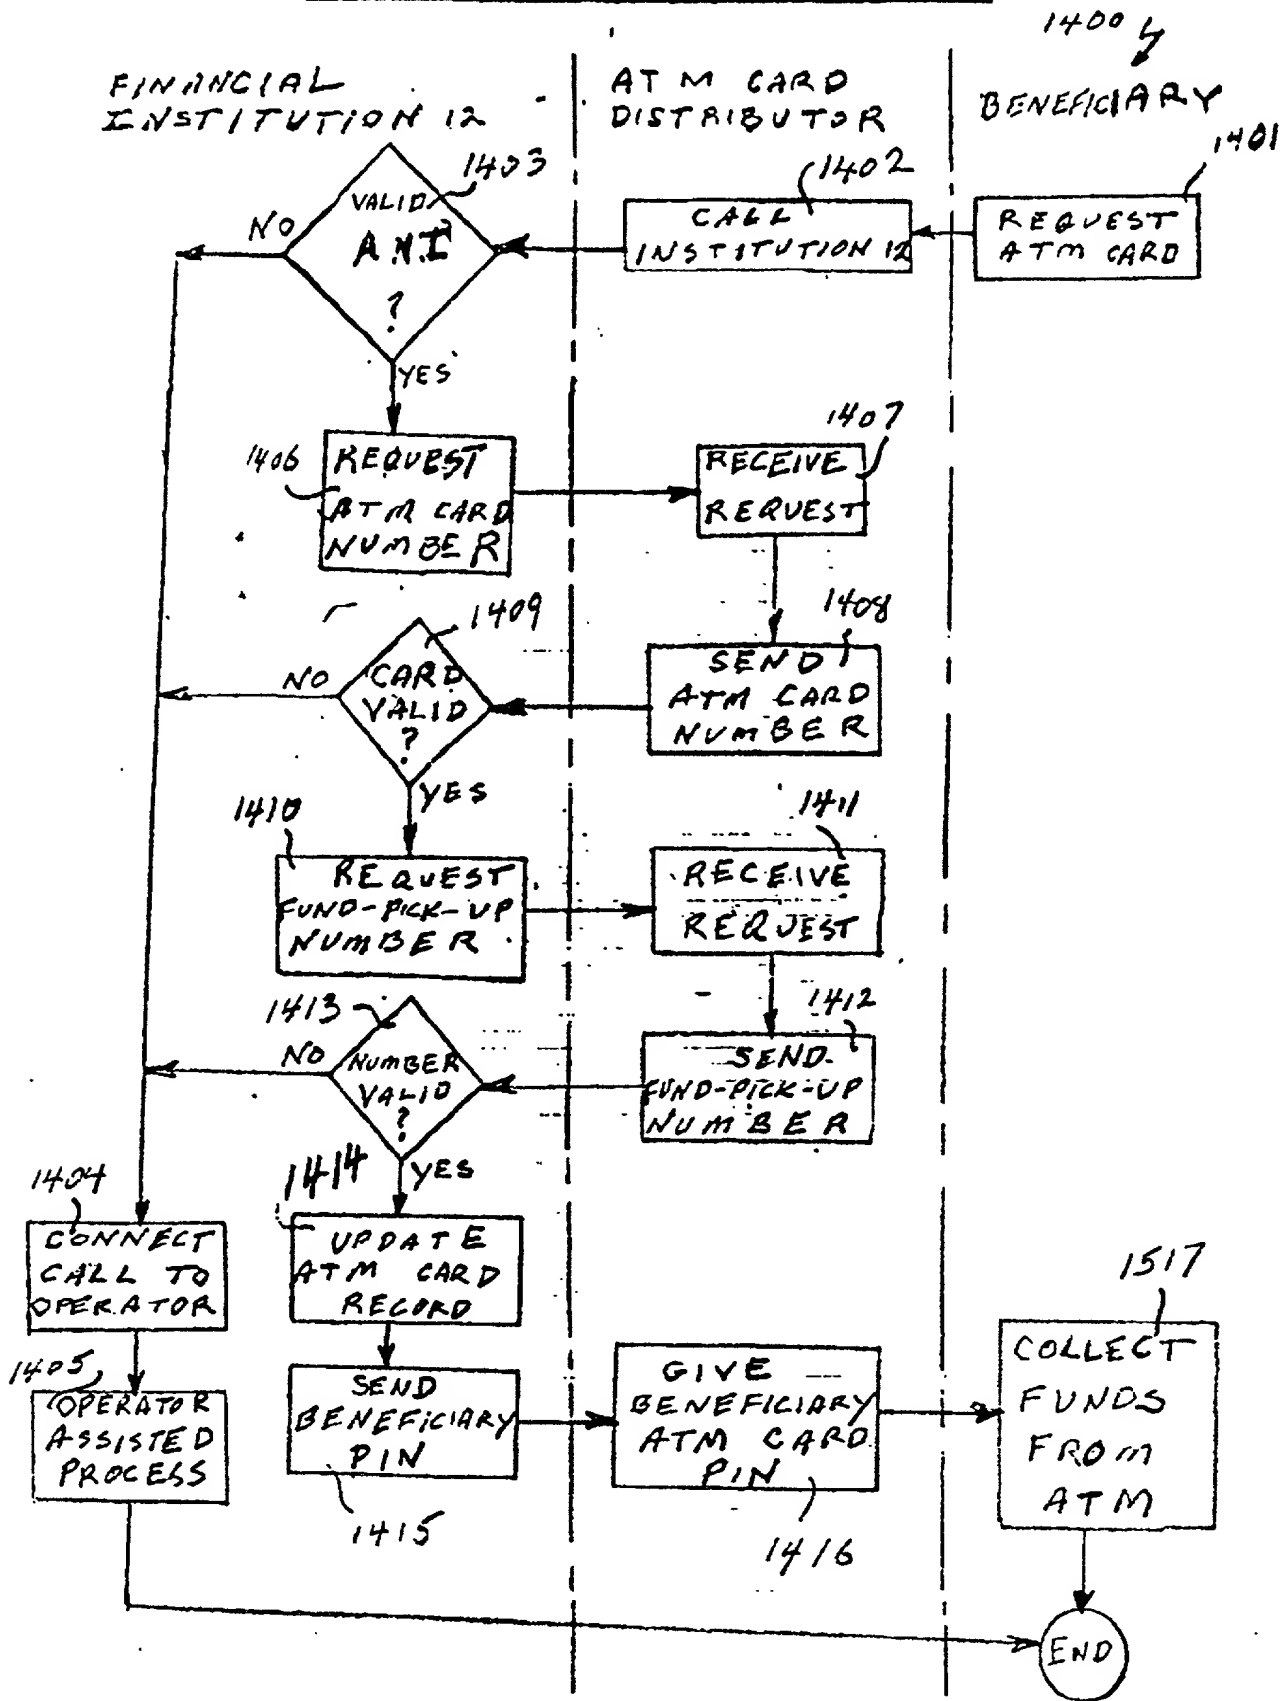 1400
FINANCIAL
INSTITUTION 12
ATM CARD
DISTRIBUTOR
BENEFICIARY
1401
1403
1402
VALID
A.N.I
?
NO
YES
CALL
INSTITUTION 12
REQUEST
ATM CARD
1406
REQUEST
ATM CARD
NUMBER
1407
RECEIVE
REQUEST
1409
CARD
VALID
?
NO
YES
1408
SEND
ATM CARD
NUMBER
1410
REQUEST
FUND-PICK-UP
NUMBER
1411
RECEIVE
REQUEST
1413
NUMBER
VALID
?
NO
YES
1412
SEND
FUND-PICK-UP
NUMBER
1404
CONNECT
CALL TO
OPERATOR
1414
UPDATE
ATM CARD
RECORD
1405
OPERATOR
ASSISTED
PROCESS
SEND
BENEFICIARY
PIN
1415
GIVE
BENEFICIARY
ATM CARD
PIN
1416
1517
COLLECT
FUNDS
FROM
ATM
END